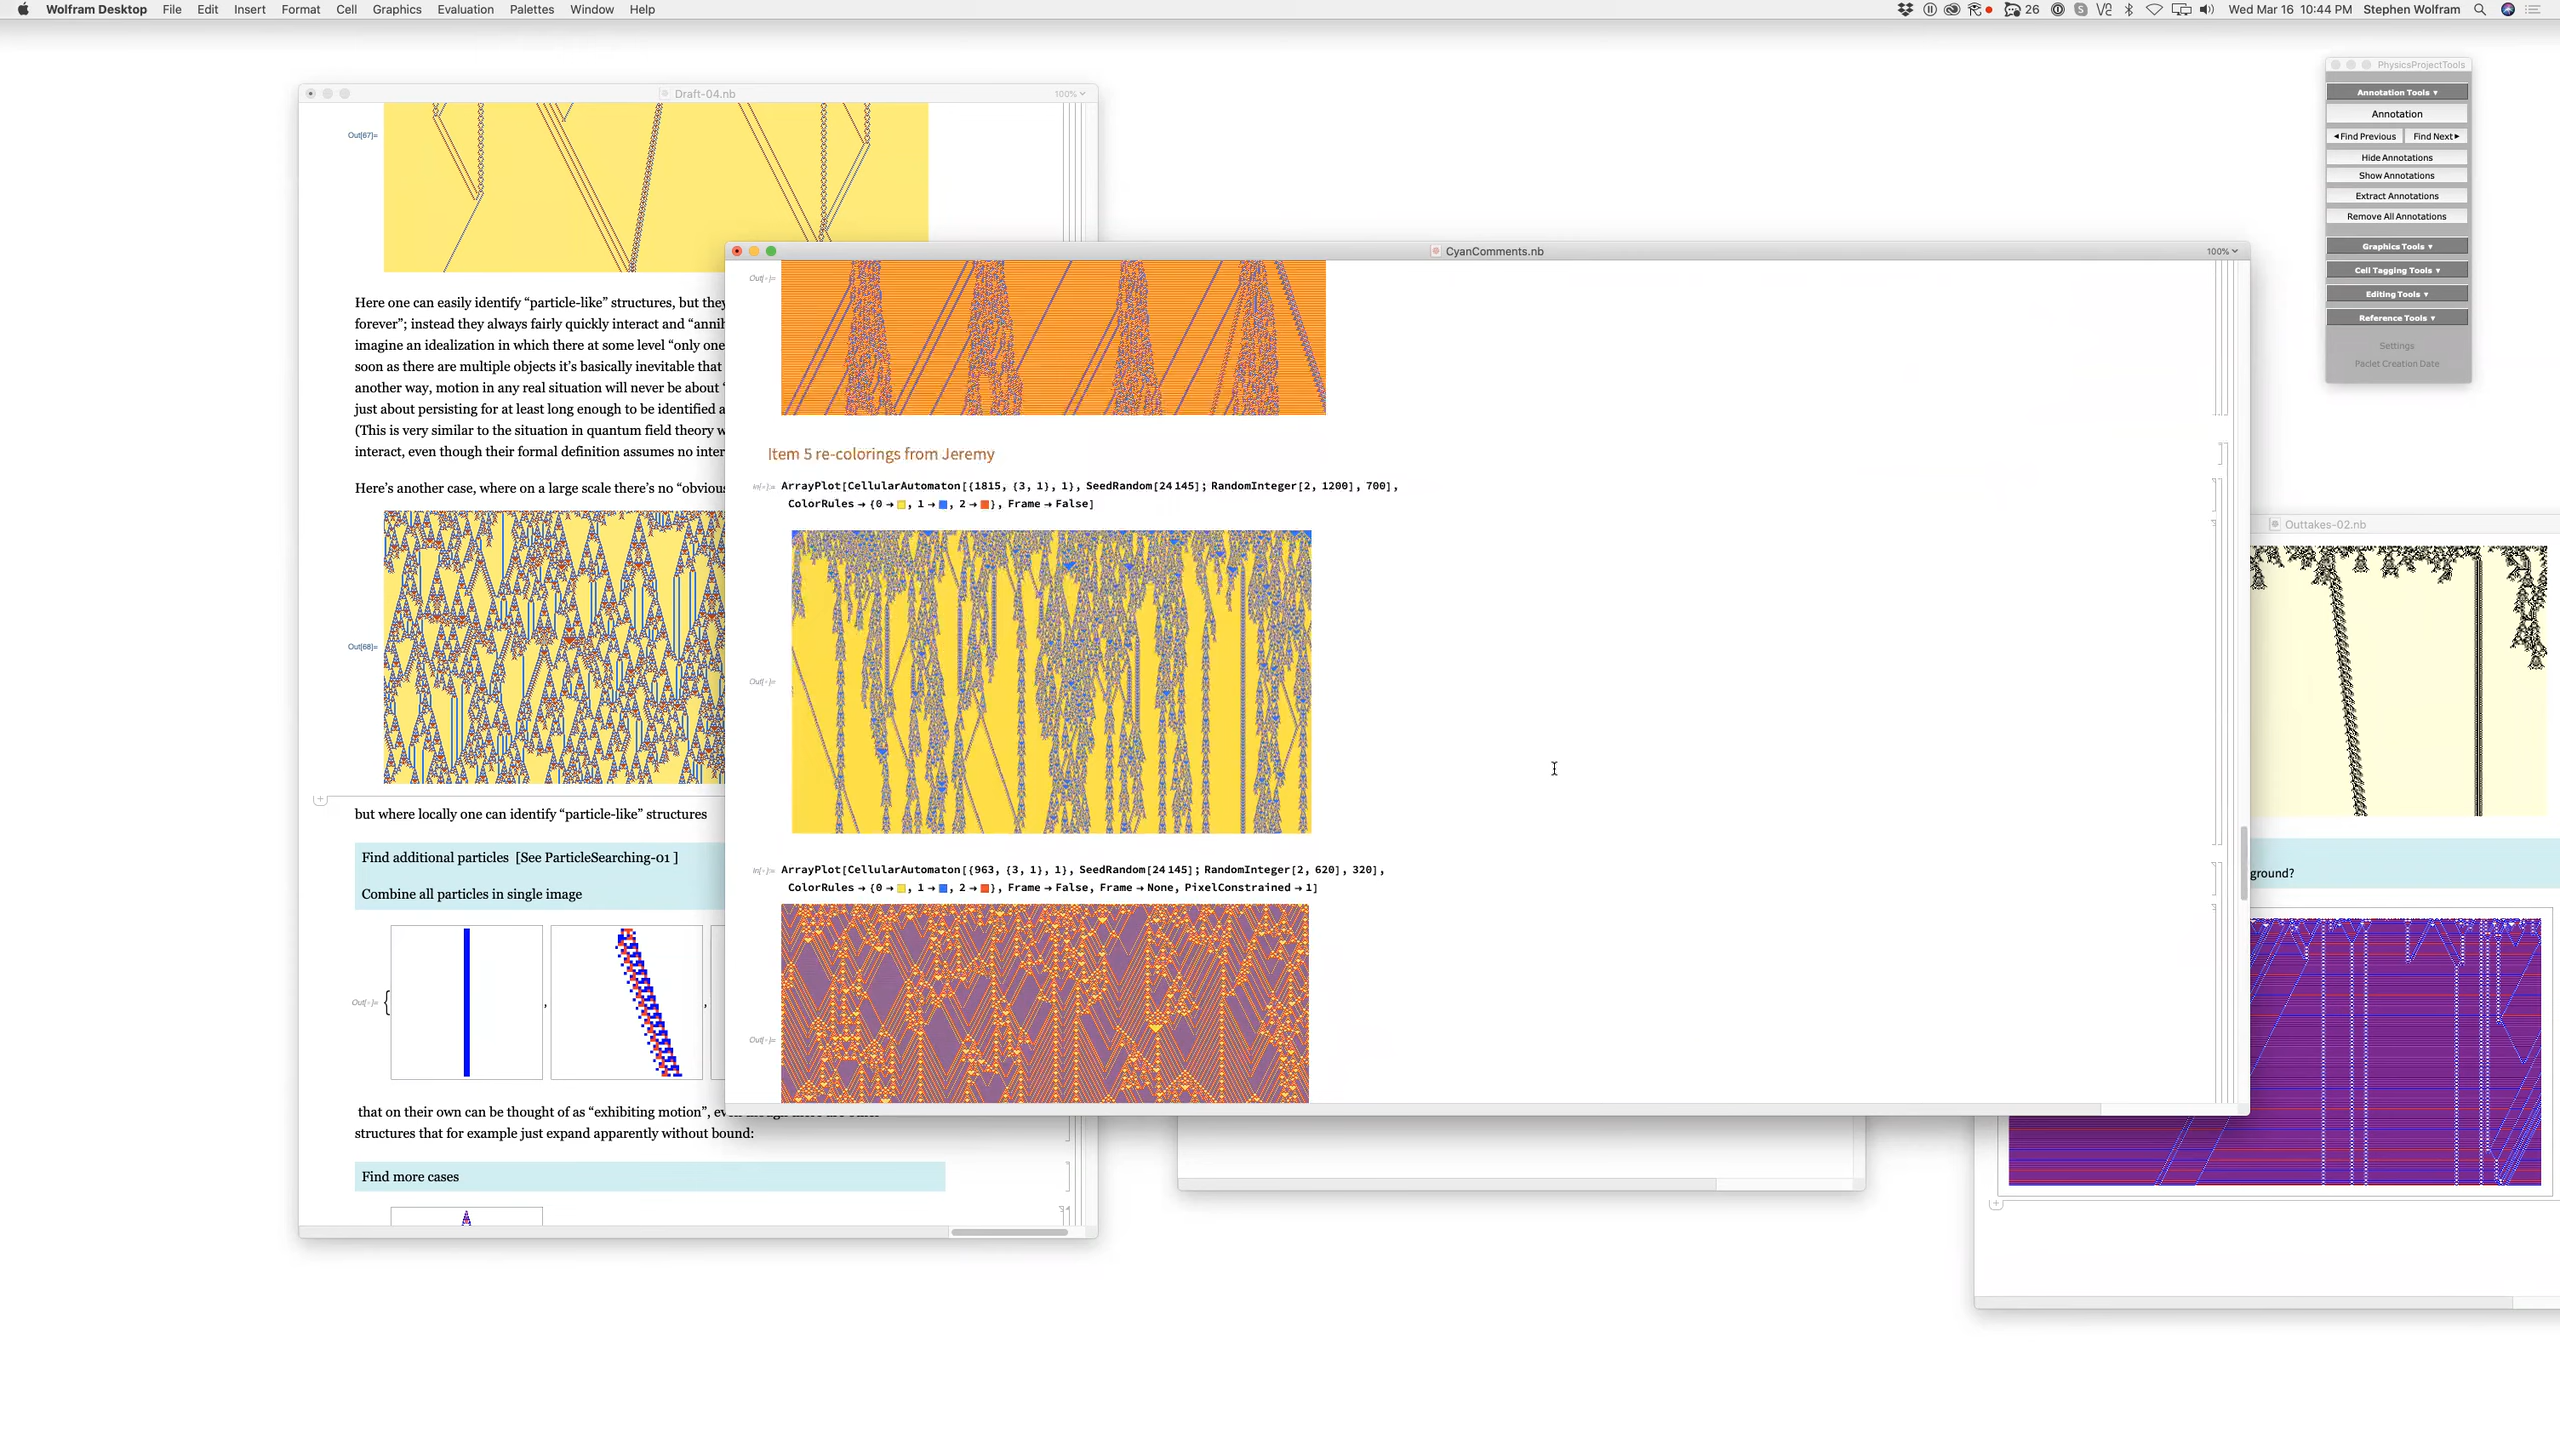 Wolfram Desktop File Edit Insert Format Cell Graphics Evaluation Palettes Window Help
26 Wed Mar 16 10:44 PM Stephen Wolfram
PhysicsProjectTools
Annotation Tools ▾
Annotation
◂Find Previous Find Next▸
Hide Annotations
Show Annotations
Extract Annotations
Remove All Annotations
Graphics Tools ▾
Cell Tagging Tools ▾
Editing Tools ▾
Reference Tools ▾
Settings
Paclet Creation Date
Draft-04.nb
100%
Out[67]=
Here one can easily identify “particle-like” structures, but they
forever”; instead they always fairly quickly interact and “annih
imagine an idealization in which there at some level “only one
soon as there are multiple objects it’s basically inevitable that
another way, motion in any real situation will never be about “
just about persisting for at least long enough to be identified a
(This is very similar to the situation in quantum field theory w
interact, even though their formal definition assumes no inter
Here’s another case, where on a large scale there’s no “obvious
Out[68]=
but where locally one can identify “particle-like” structures
Find additional particles [See ParticleSearching-01 ]
Combine all particles in single image
Out[-]= { , ,
that on their own can be thought of as “exhibiting motion”, ev
structures that for example just expand apparently without bound:
Find more cases
CyanComments.nb
100%
Out[-]=
Item 5 re-colorings from Jeremy
In[-]:= ArrayPlot[CellularAutomaton[{1815, {3, 1}, 1}, SeedRandom[24145]; RandomInteger[2, 1200], 700],
ColorRules → {0 → , 1 → , 2 → }, Frame → False]
Out[-]=
In[-]:= ArrayPlot[CellularAutomaton[{963, {3, 1}, 1}, SeedRandom[24145]; RandomInteger[2, 620], 320],
ColorRules → {0 → , 1 → , 2 → }, Frame → False, Frame → None, PixelConstrained → 1]
Out[-]=
Outtakes-02.nb
ground?